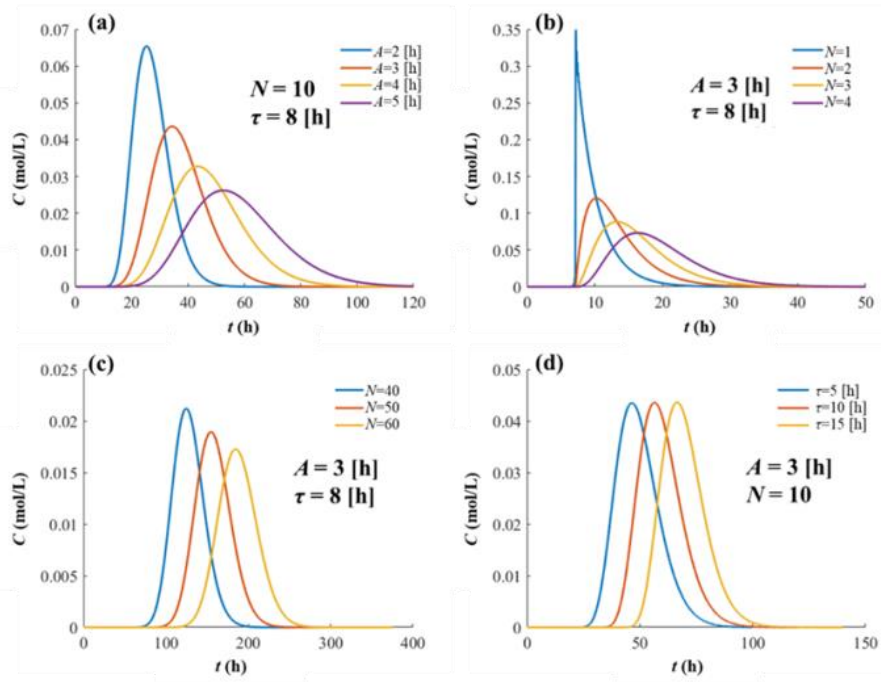 (a)
A=2 [h]
A=3 [h]
A=4 [h]
A=5 [h]
N = 10
τ = 8 [h]
0.07
0.06
0.05
0.04
0.03
0.02
0.01
0
C (mol/L)
0 20 40 60 80 100 120
t (h)
(b)
N=1
N=2
N=3
N=4
A = 3 [h]
τ = 8 [h]
0.35
0.3
0.25
0.2
0.15
0.1
0.05
0
C (mol/L)
0 10 20 30 40 50
t (h)
(c)
N=40
N=50
N=60
A = 3 [h]
τ = 8 [h]
0.025
0.02
0.015
0.01
0.005
0
C (mol/L)
0 100 200 300 400
t (h)
(d)
τ=5 [h]
τ=10 [h]
τ=15 [h]
A = 3 [h]
N = 10
0.05
0.04
0.03
0.02
0.01
0
C (mol/L)
0 50 100 150
t (h)